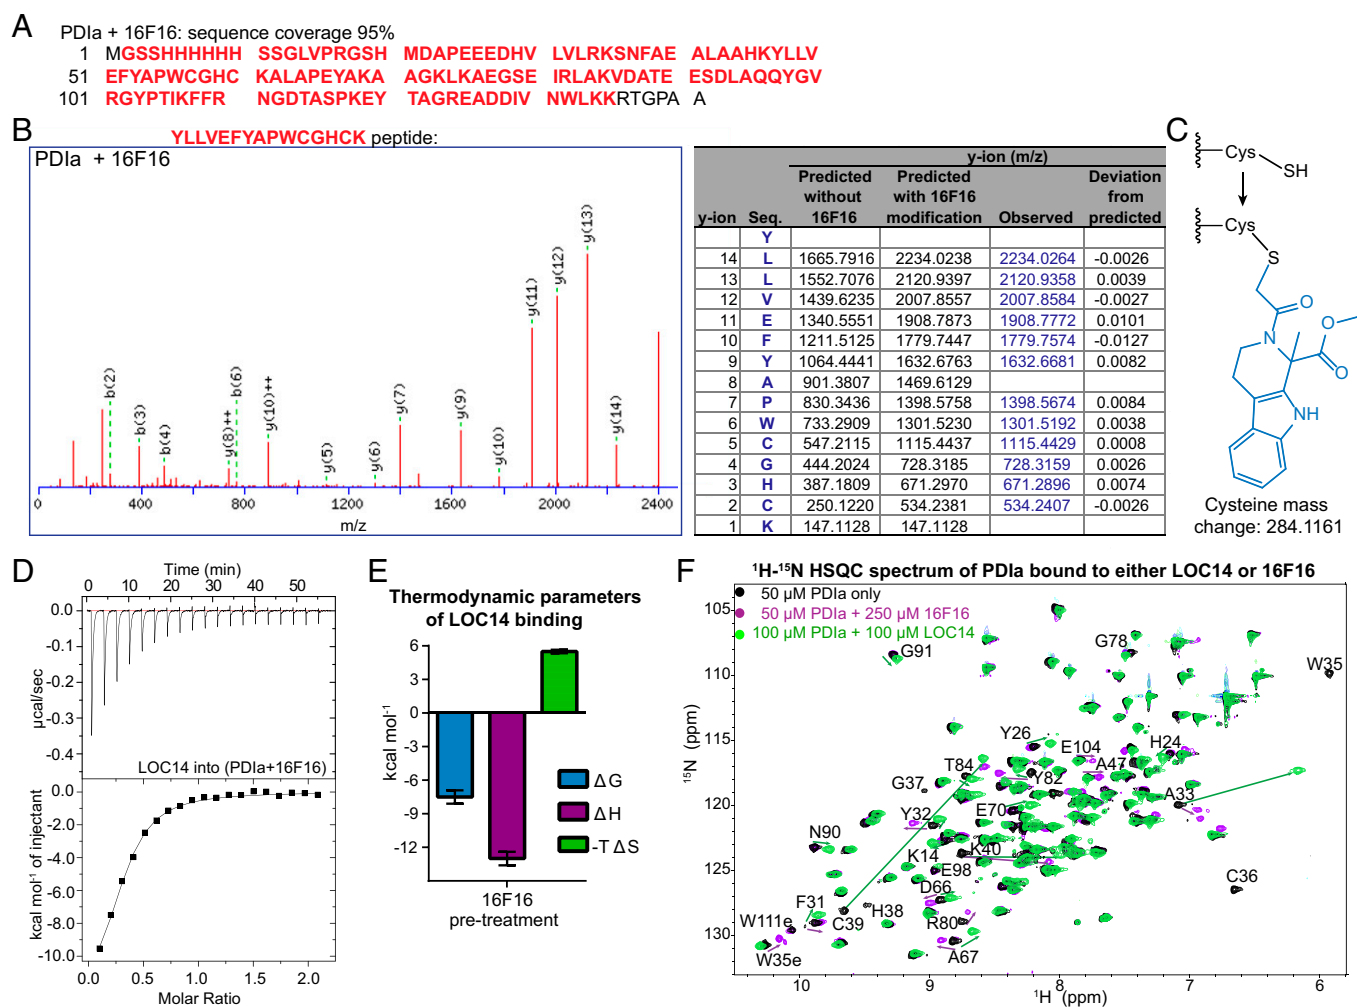 A
PDIa + 16F16: sequence coverage 95%
1 MGSSHHHHHH SSGLVPRGSH MDAPEEEDHV LVLRKSNFAE ALAAHKYLLV
51 EFYAPWCGHC KALAPEYAKA AGKLKAEGSE IRLAKVDATE ESDLAQQYGV
101 RGYPTIKFFR NGDTASPKEY TAGREADDIV NWLKKRTGPA A
B
YLLVEFYAPWCGHCK peptide:
PDIa + 16F16
b(2)
b(3)
b(4)
y(8)++
b(6)
y(10)++
y(5)
y(6)
y(7)
y(9)
y(10)
y(11)
y(12)
y(13)
y(14)
0 400 800 1200 1600 2000 2400
m/z
y-ion (m/z)
y-ion Seq. Predicted without 16F16 Predicted with 16F16 modification Observed Deviation from predicted
Y
14 L 1665.7916 2234.0238 2234.0264 -0.0026
13 L 1552.7076 2120.9397 2120.9358 0.0039
12 V 1439.6235 2007.8557 2007.8584 -0.0027
11 E 1340.5551 1908.7873 1908.7772 0.0101
10 F 1211.5125 1779.7447 1779.7574 -0.0127
9 Y 1064.4441 1632.6763 1632.6681 0.0082
8 A 901.3807 1469.6129
7 P 830.3436 1398.5758 1398.5674 0.0084
6 W 733.2909 1301.5230 1301.5192 0.0038
5 C 547.2115 1115.4437 1115.4429 0.0008
4 G 444.2024 728.3185 728.3159 0.0026
3 H 387.1809 671.2970 671.2896 0.0074
2 C 250.1220 534.2381 534.2407 -0.0026
1 K 147.1128 147.1128
C
Cys
SH
Cys
S
O
N
O
O
NH
Cysteine mass
change: 284.1161
D
Time (min)
0 10 20 30 40 50
0.0
-0.1
-0.2
-0.3
-0.4
µcal/sec
LOC14 into (PDIa+16F16)
0.0
-2.0
-4.0
-6.0
-8.0
-10.0
kcal mol-1 of injectant
0.0 0.5 1.0 1.5 2.0
Molar Ratio
E
Thermodynamic parameters
of LOC14 binding
6
3
0
-3
-6
-9
-12
kcal mol-1
ΔG
ΔH
-T ΔS
16F16
pre-treatment
F
1H-15N HSQC spectrum of PDIa bound to either LOC14 or 16F16
50 µM PDIa only
50 µM PDIa + 250 µM 16F16
100 µM PDIa + 100 µM LOC14
105
110
115
120
125
130
15N (ppm)
G91
G78
W35
Y26
E104
H24
T84
Y82
A47
G37
A33
Y32
E70
N90
K14
K40
E98
C36
D66
F31
H38
C39
R80
W111e
W35e
A67
10 9 8 7 6
1H (ppm)